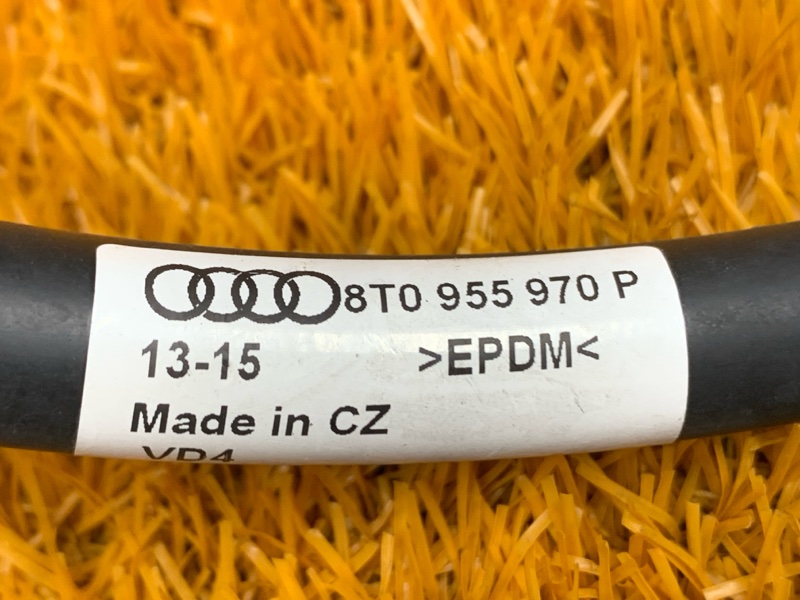 8T0 955 970 P
13-15 >EPDM<
Made in CZ